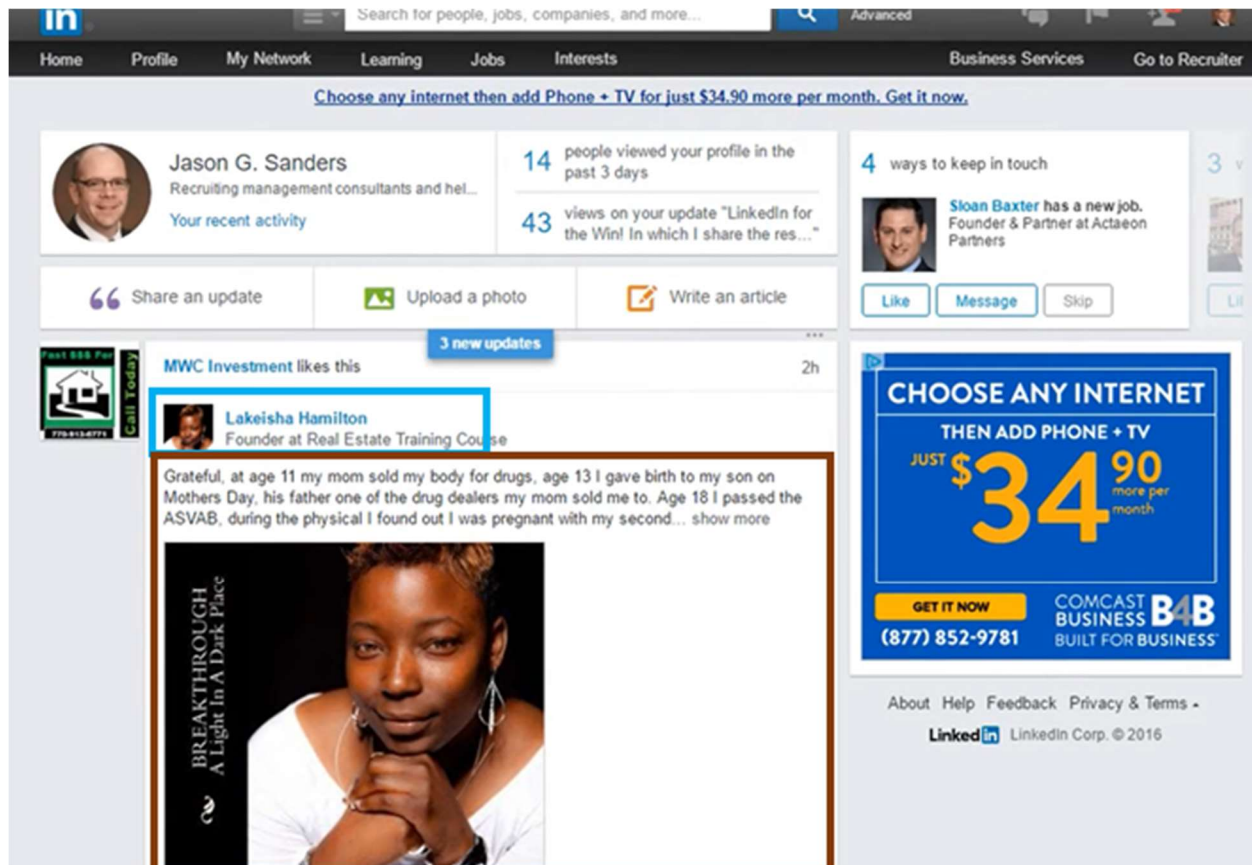 in
Search for people, jobs, companies, and more...
Advanced
Home Profile My Network Learning Jobs Interests Business Services Go to Recruiter
Choose any internet then add Phone + TV for just $34.90 more per month. Get it now.
Jason G. Sanders
Recruiting management consultants and hel...
Your recent activity
14 people viewed your profile in the
past 3 days
43 views on your update "LinkedIn for
the Win! In which I share the res..."
4 ways to keep in touch
Sloan Baxter has a new job.
Founder & Partner at Actaeon
Partners
Like Message Skip
3
Share an update
Upload a photo
Write an article
3 new updates
Fast $$$ For
Call Today
770-913-6771
MWC Investment likes this
2h
Lakeisha Hamilton
Founder at Real Estate Training Course
Grateful, at age 11 my mom sold my body for drugs, age 13 I gave birth to my son on
Mothers Day, his father one of the drug dealers my mom sold me to. Age 18 I passed the
ASVAB, during the physical I found out I was pregnant with my second... show more
BREAKTHROUGH
A Light In A Dark Place
CHOOSE ANY INTERNET
THEN ADD PHONE + TV
JUST $34 90
more per
month
GET IT NOW
(877) 852-9781
COMCAST
BUSINESS B4B
BUILT FOR BUSINESS
About Help Feedback Privacy & Terms
Linked in LinkedIn Corp. © 2016